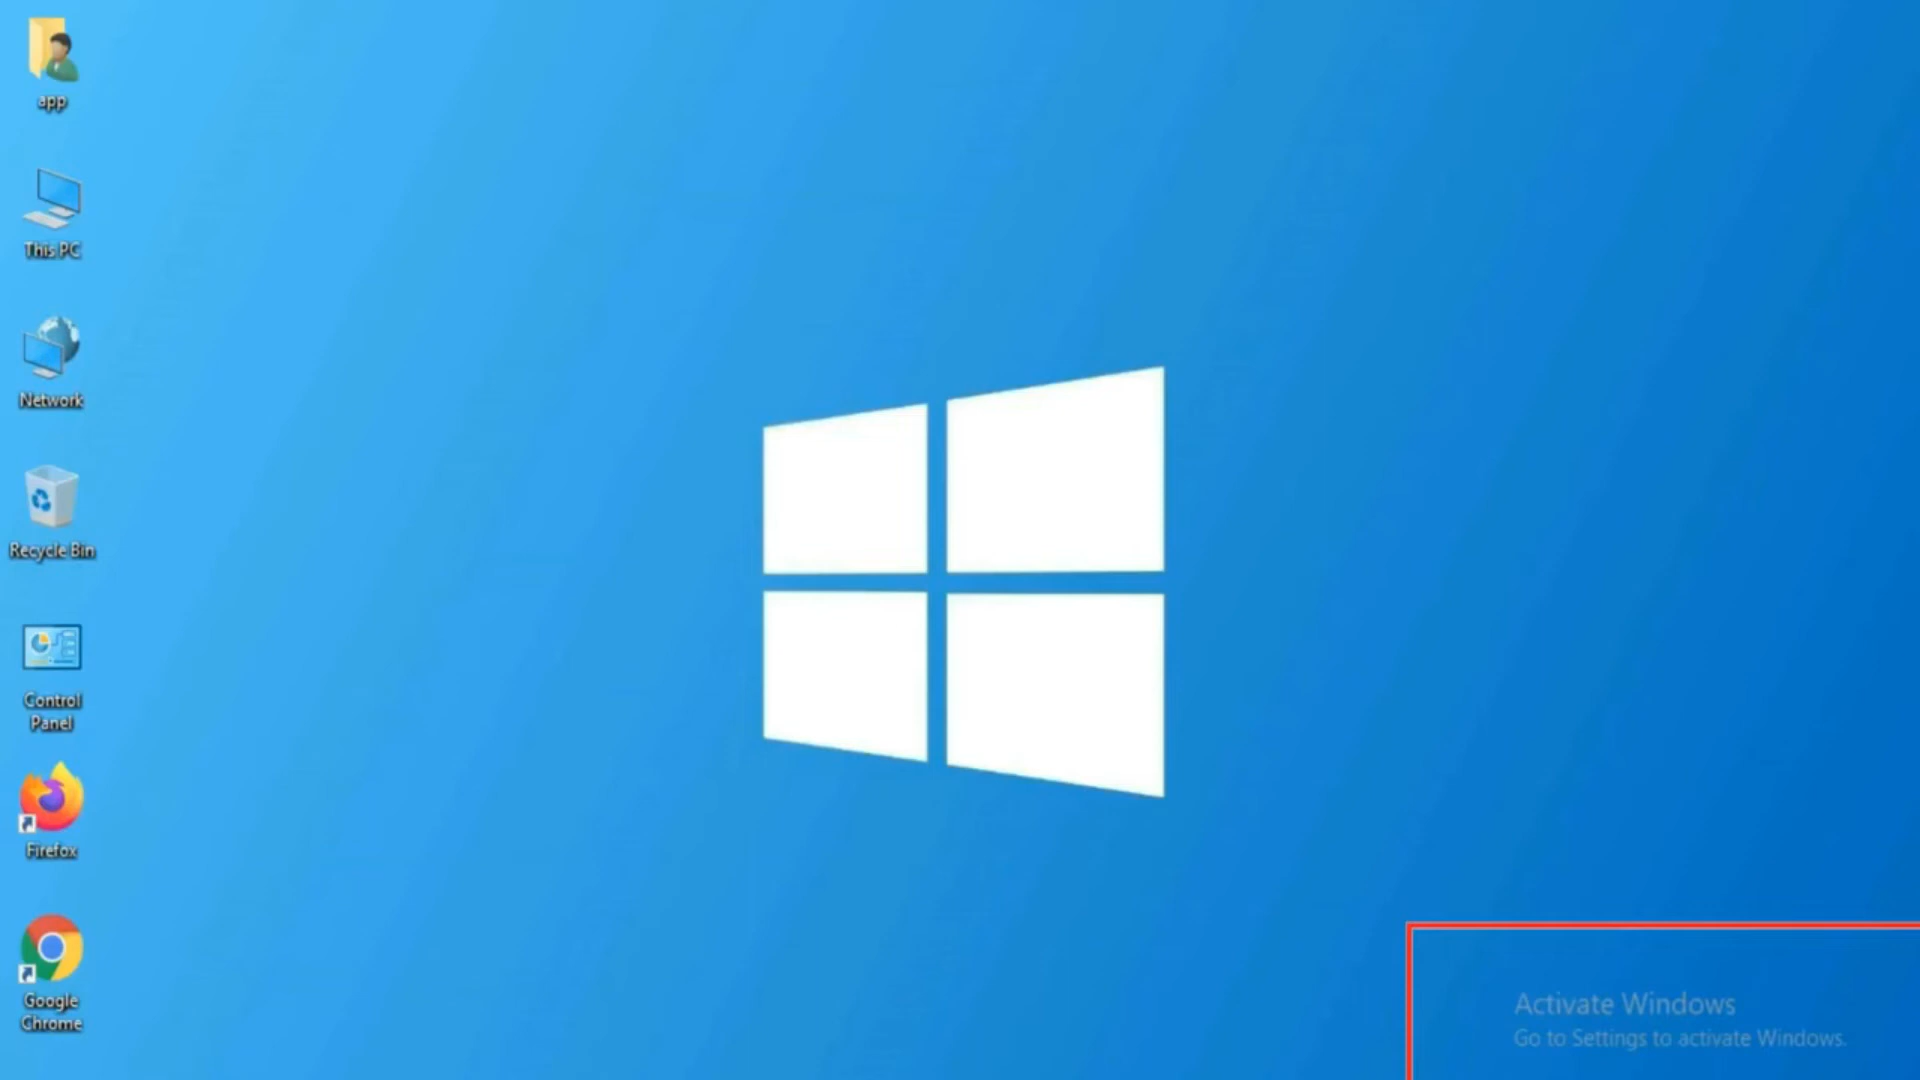 app
This PC
Network
Recycle Bin
Control
Panel
Firefox
Google
Chrome
Activate Windows
Go to Settings to activate Windows.